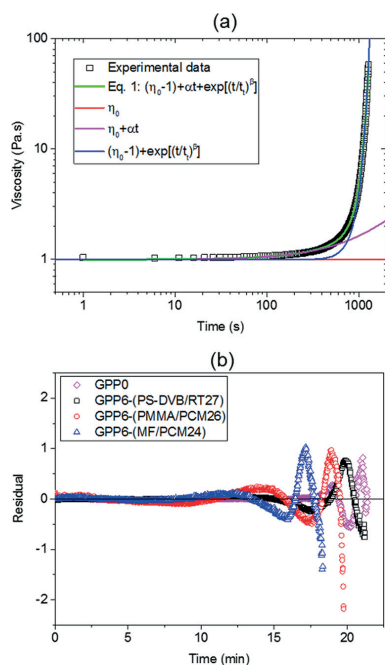 (a)
100
10
1
Viscosity (Pa.s)
Experimental data
Eq. 1: (η₀-1)+αt+exp[(t/tₜ)^β]
η₀
η₀+αt
(η₀-1)+exp[(t/tₜ)^β]
1 10 100 1000
Time (s)
(b)
GPP0
GPP6-(PS-DVB/RT27)
GPP6-(PMMA/PCM26)
GPP6-(MF/PCM24)
2
1
0
-1
-2
Residual
0 5 10 15 20
Time (min)